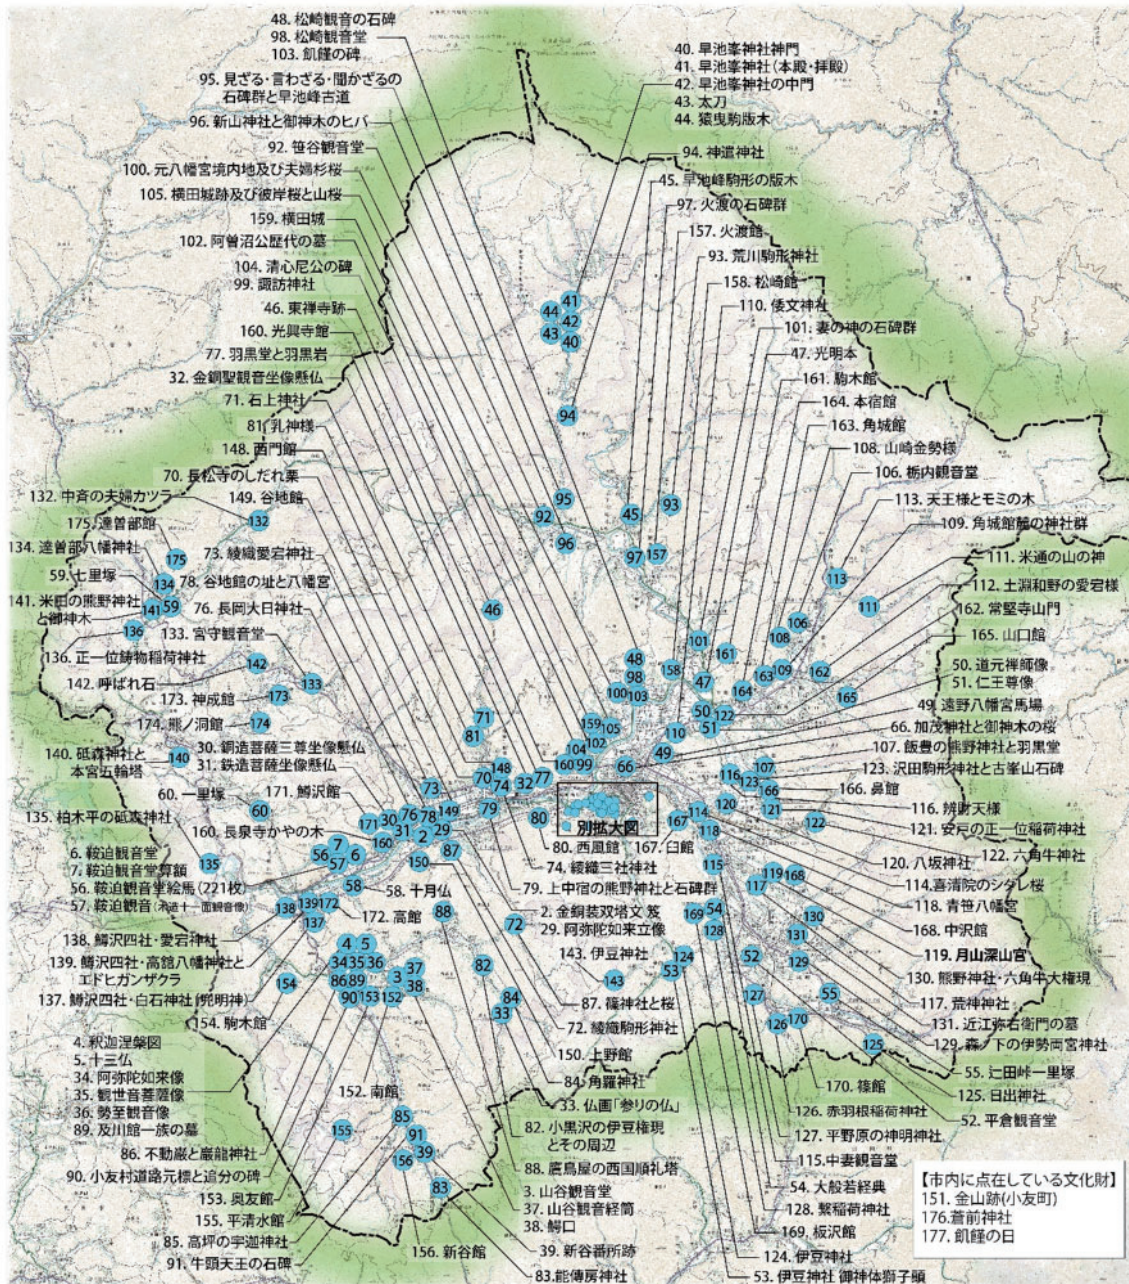 48. 松崎観音の石碑
98. 松崎観音堂
103. 飢饉の碑
95. 見ざる・言わざる・聞かざるの
石碑群と早池峰古道
96. 新山神社と御神木のヒバ
92. 笹谷観音堂
100. 元八幡宮境内地及び夫婦杉桜
105. 横田城跡及び彼岸桜と山桜
159. 横田城
102. 阿曽沼公歴代の墓
104. 清心尼公の碑
99. 諏訪神社
46. 東禅寺跡
160. 光興寺館
77. 羽黒堂と羽黒岩
32. 金銅聖観音坐像懸仏
71. 石上神社
81. 乳神様
148. 西門館
70. 長松寺のしだれ栗
132. 中斉の夫婦カツラ
149. 谷地館
175. 達曽部館
134. 達曽部八幡神社
73. 綾織愛宕神社
59. 七里塚
78. 谷地館の址と八幡宮
141. 米田の熊野神社
と御神木
76. 長岡大日神社
133. 宮守観音堂
136. 正一位鋳物稲荷神社
142. 呼ばれ石
173. 神成館
174. 熊ノ洞館
140. 砥森神社と
本宮五輪塔
30. 銅造菩薩三尊坐像懸仏
31. 鉄造菩薩坐像懸仏
60. 一里塚
171. 鱒沢館
135. 柏木平の砥森神社
160. 長泉寺かやの木
6. 鞍迫観音堂
7. 鞍迫観音堂算額
56. 鞍迫観音堂絵馬(221枚)
57. 鞍迫観音(木造十一面観音像)
58. 十月仏
172. 高館
138. 鱒沢四社・愛宕神社
139. 鱒沢四社・高舘八幡神社と
エドヒガンザクラ
137. 鱒沢四社・白石神社(兜明神)
154. 駒木館
4. 釈迦涅槃図
5. 十三仏
34. 阿弥陀如来像
35. 観世音菩薩像
36. 勢至観音像
89. 及川館一族の墓
86. 不動巌と巌龍神社
90. 小友村道路元標と追分の碑
153. 奥友館
155. 平清水館
85. 高坪の宇迦神社
91. 牛頭天王の石碑
152. 南館
156. 新谷館
40. 早池峯神社神門
41. 早池峯神社(本殿・拝殿)
42. 早池峯神社の中門
43. 太刀
44. 猿曳駒版木
94. 神遣神社
45. 早池峰駒形の版木
97. 火渡の石碑群
157. 火渡館
93. 荒川駒形神社
158. 松崎館
110. 倭文神社
101. 妻の神の石碑群
47. 光明本
161. 駒木館
164. 本宿館
163. 角城館
108. 山崎金勢様
106. 栃内観音堂
113. 天王様とモミの木
109. 角城館麓の神社群
111. 米通の山の神
112. 土淵和野の愛宕様
162. 常堅寺山門
165. 山口館
50. 道元禅師像
51. 仁王尊像
49. 遠野八幡宮馬場
66. 加茂神社と御神木の桜
107. 飯豊の熊野神社と羽黒堂
123. 沢田駒形神社と古峯山石碑
166. 鼻館
116. 辨財天様
121. 安戸の正一位稲荷神社
122. 六角牛神社
120. 八坂神社
114. 喜清院のシダレ桜
118. 青笹八幡宮
168. 中沢館
119. 月山深山宮
130. 熊野神社・六角牛大権現
117. 荒神神社
131. 近江弥右衛門の墓
129. 森ノ下の伊勢両宮神社
55. 辷田峠一里塚
125. 日出神社
52. 平倉観音堂
170. 篠館
126. 赤羽根稲荷神社
127. 平野原の神明神社
115. 中妻観音堂
54. 大般若経典
128. 繋稲荷神社
169. 板沢館
124. 伊豆神社
53. 伊豆神社 御神体獅子頭
別拡大図
80. 西風館
167. 臼館
74. 綾織三社神社
79. 上中宿の熊野神社と石碑群
2. 金銅装双塔文笈
29. 阿弥陀如来立像
143. 伊豆神社
87. 篠神社と桜
72. 綾織駒形神社
150. 上野館
84. 角羅神社
33. 仏画「参りの仏」
82. 小黒沢の伊豆権現
とその周辺
88. 鷹鳥屋の西国順礼塔
3. 山谷観音堂
37. 山谷観音経筒
38. 鰐口
39. 新谷番所跡
83. 能傳房神社
【市内に点在している文化財】
151. 金山跡(小友町)
176. 蒼前神社
177. 飢饉の日